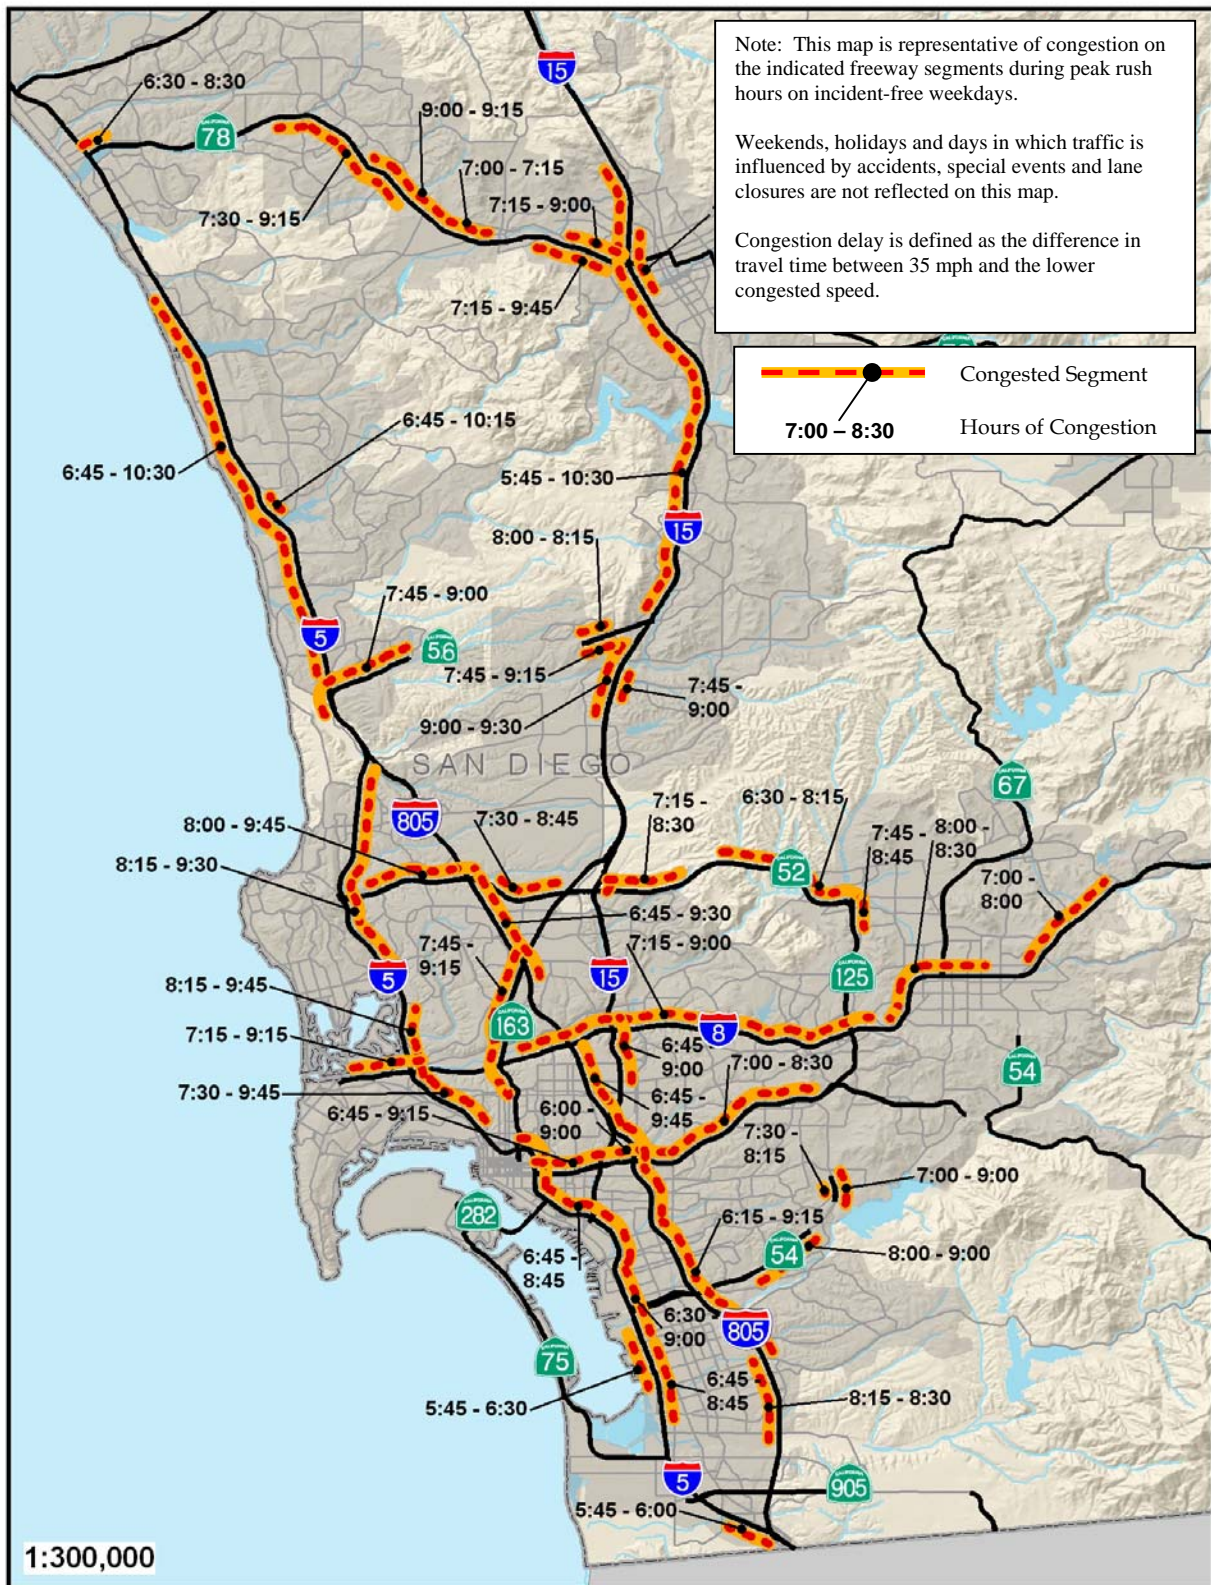 Note: This map is representative of congestion on
the indicated freeway segments during peak rush
hours on incident-free weekdays.
Weekends, holidays and days in which traffic is
influenced by accidents, special events and lane
closures are not reflected on this map.
Congestion delay is defined as the difference in
travel time between 35 mph and the lower
congested speed.
Congested Segment
7:00 – 8:30
Hours of Congestion
15
6:30 - 8:30
CALIFORNIA
78
9:00 - 9:15
7:00 - 7:15
7:15 - 9:00
7:30 - 9:15
7:15 - 9:45
6:45 - 10:15
6:45 - 10:30
5:45 - 10:30
15
8:00 - 8:15
7:45 - 9:00
5
CALIFORNIA
56
7:45 - 9:15
7:45 -
9:00
9:00 - 9:30
SAN DIEGO
CALIFORNIA
67
805
7:30 - 8:45
7:15 -
8:30
6:30 - 8:15
8:00 - 9:45
7:45 -
8:45
8:00 -
8:30
8:15 - 9:30
CALIFORNIA
52
7:00 -
8:00
6:45 - 9:30
7:15 - 9:00
7:45 -
9:15
5
15
CALIFORNIA
125
8:15 - 9:45
CALIFORNIA
163
8
7:15 - 9:15
6:45 -
9:00
7:00 - 8:30
CALIFORNIA
54
7:30 - 9:45
6:45 - 9:15
6:00 -
9:00
6:45 -
9:45
7:30 -
8:15
7:00 - 9:00
CALIFORNIA
282
6:15 - 9:15
CALIFORNIA
54
8:00 - 9:00
6:45 -
8:45
6:30 -
9:00
805
CALIFORNIA
75
6:45 -
8:45
5:45 - 6:30
8:15 - 8:30
5
CALIFORNIA
905
5:45 - 6:00
1:300,000